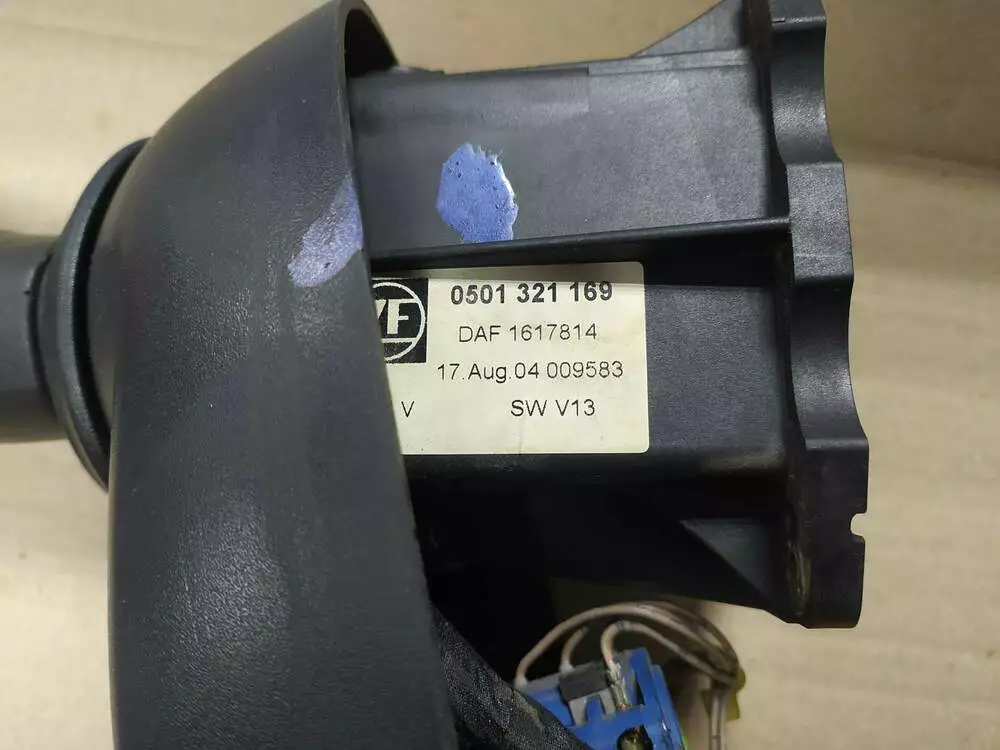 ZF
0501 321 169
DAF 1617814
17.Aug.04 009583
V SW V13